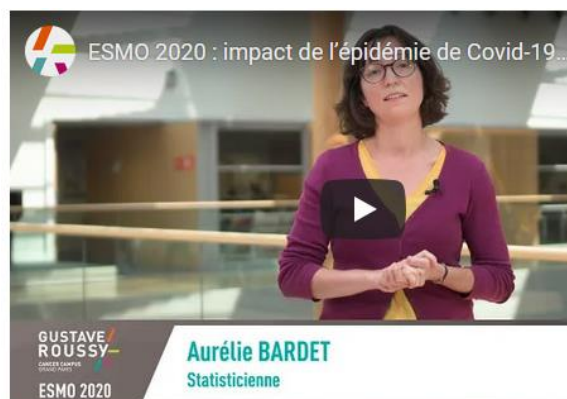 ESMO 2020 : impact de l'épidémie de Covid-19...
GUSTAVE/
ROUSSY
CANCER CAMPUS
GRAND PARIS
ESMO 2020
Aurélie BARDET
Statisticienne